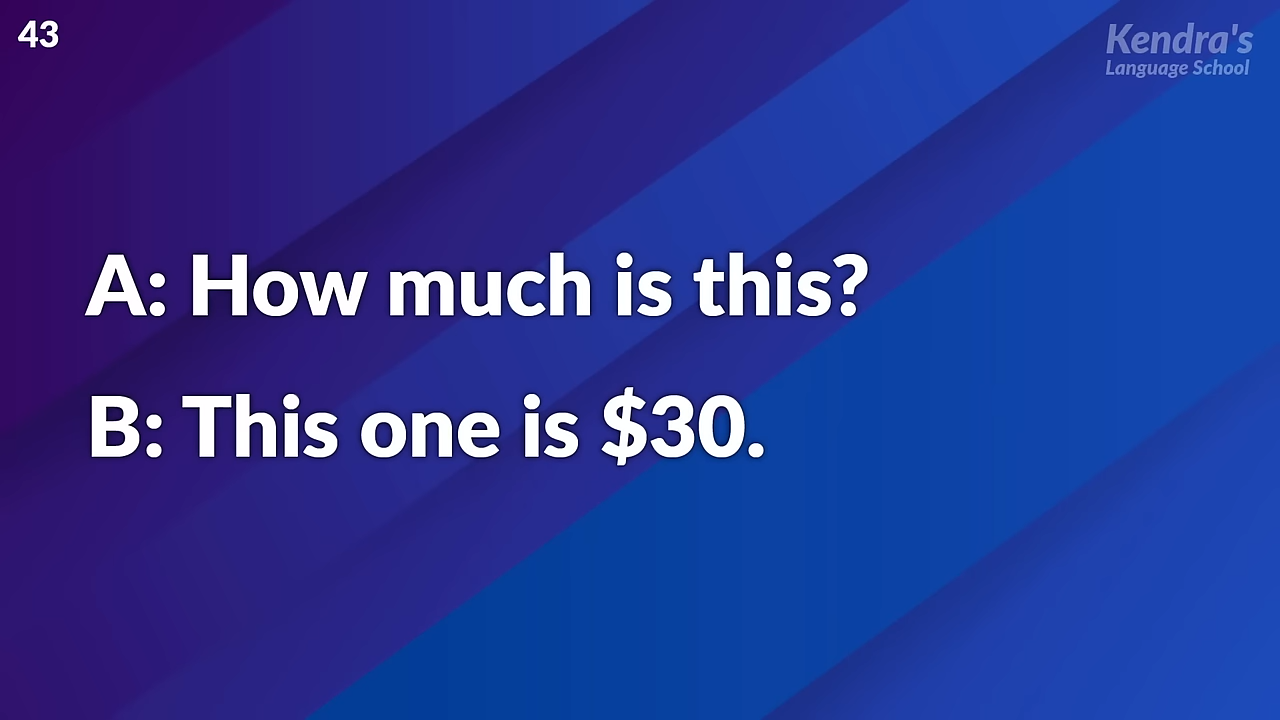 43
Kendra's
Language School
A: How much is this?
B: This one is $30.